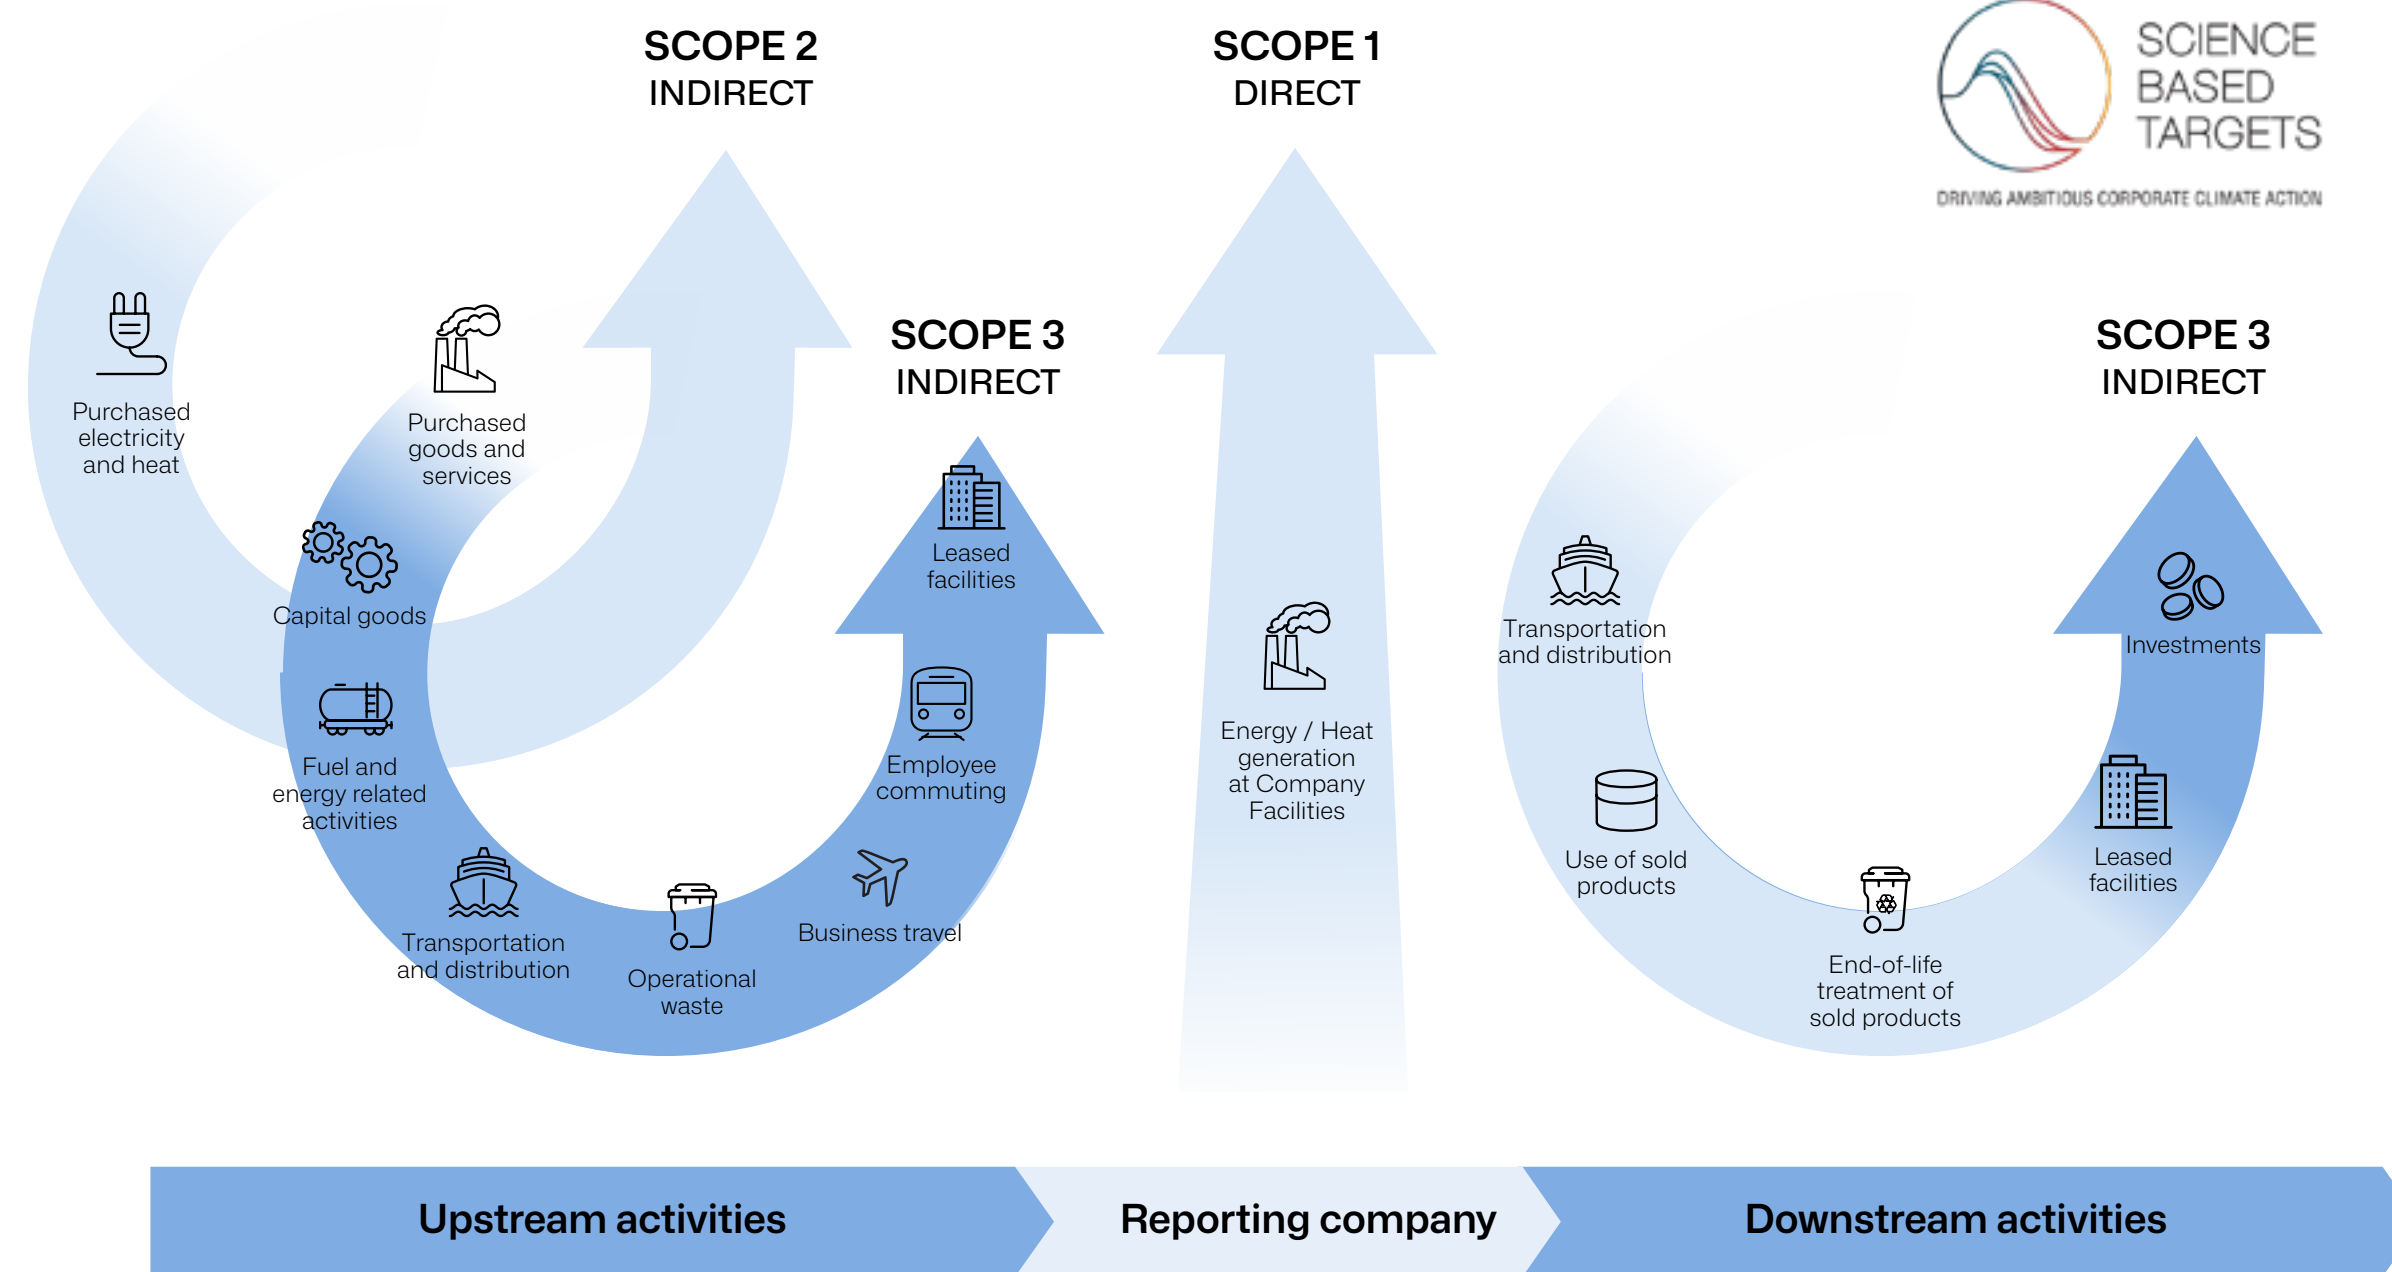 SCOPE 2
INDIRECT
SCOPE 1
DIRECT
SCIENCE
BASED
TARGETS
DRIVING AMBITIOUS CORPORATE CLIMATE ACTION
SCOPE 3
INDIRECT
SCOPE 3
INDIRECT
Purchased
electricity
and heat
Purchased
goods and
services
Capital goods
Fuel and
energy related
activities
Transportation
and distribution
Operational
waste
Business travel
Employee
commuting
Leased
facilities
Energy / Heat
generation
at Company
Facilities
Transportation
and distribution
Use of sold
products
End-of-life
treatment of
sold products
Leased
facilities
Investments
Upstream activities
Reporting company
Downstream activities